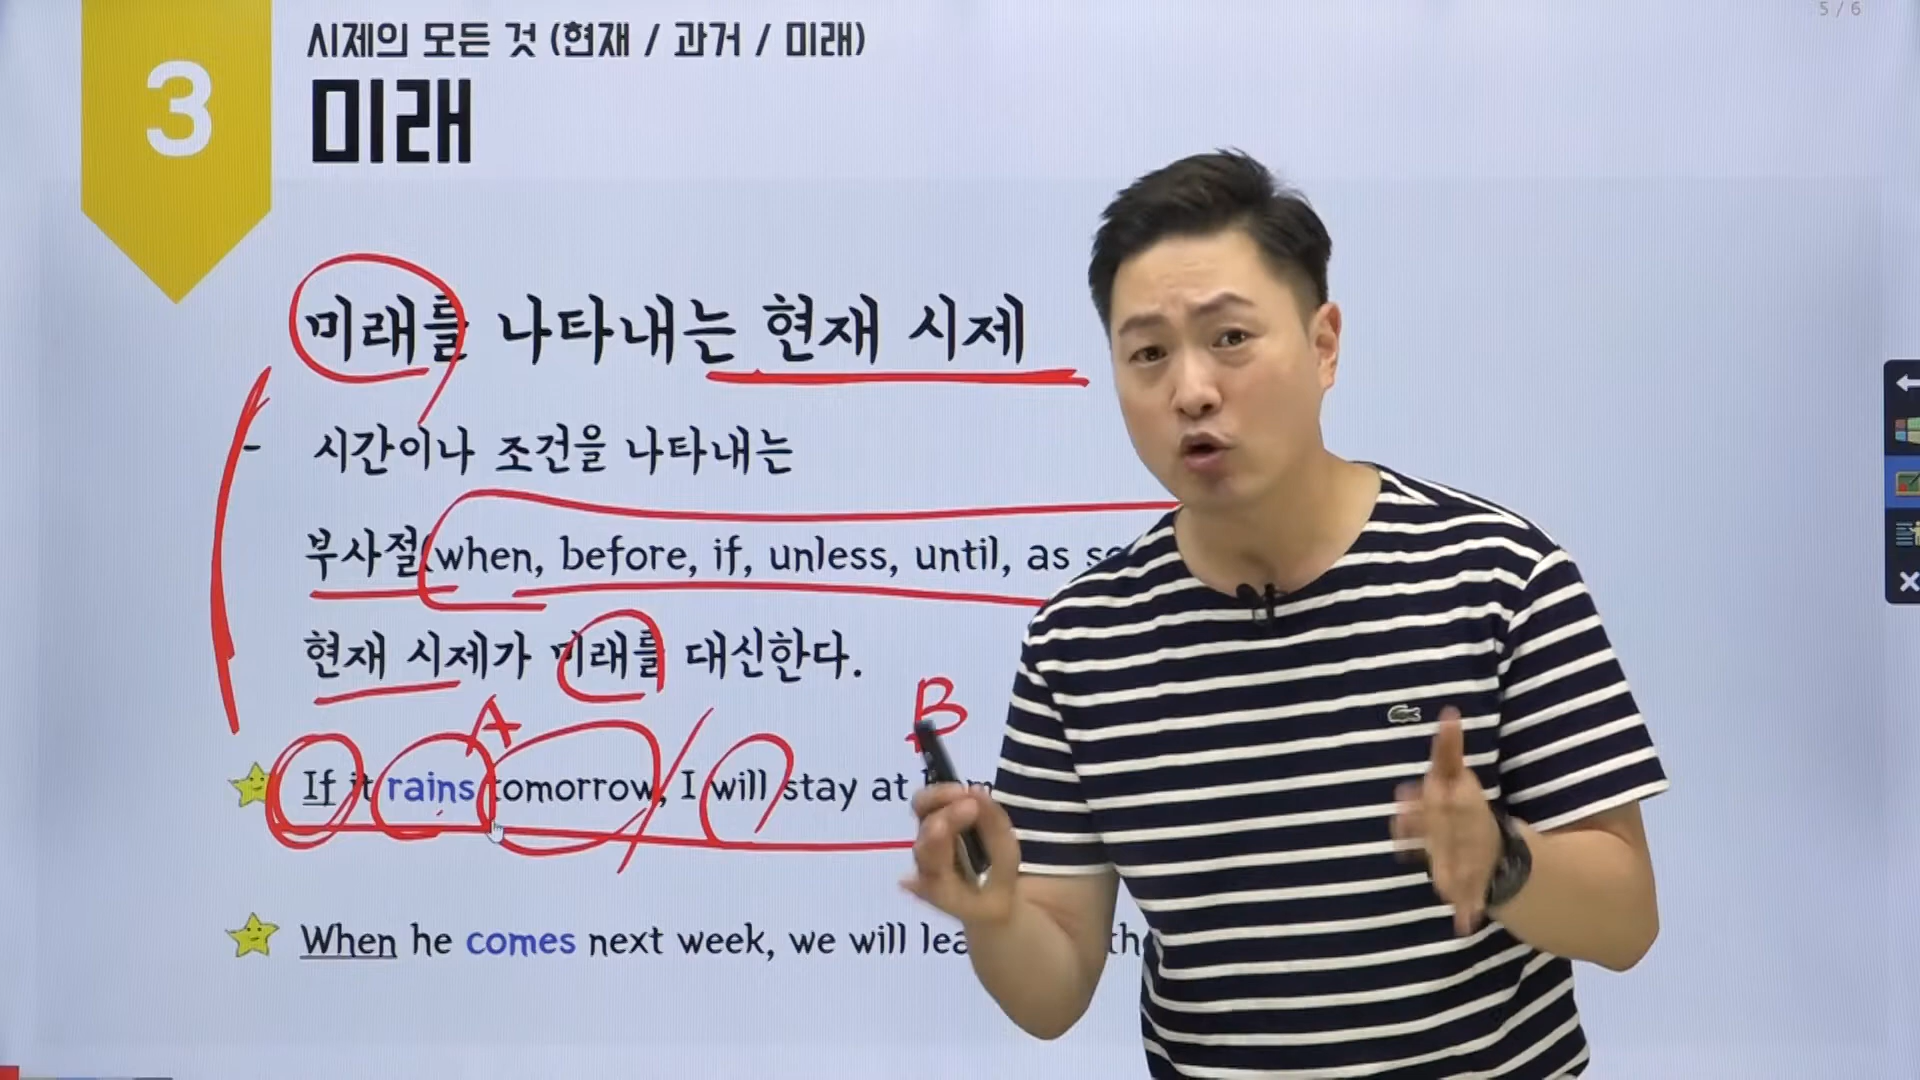 5 / 6
3
시제의 모든 것 (현재 / 과거 / 미래)
미래
미래를 나타내는 현재 시제
- 시간이나 조건을 나타내는
부사절(when, before, if, unless, until, as
현재 시제가 미래를 대신한다.
A
B
If it rains tomorrow, I will stay at
When he comes next week, we will